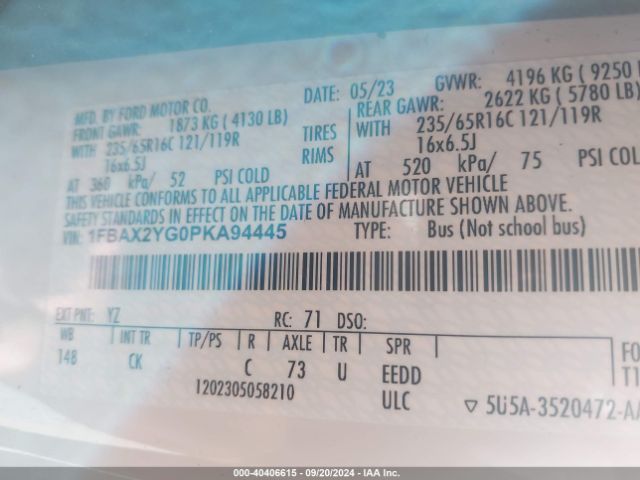 MFD. BY FORD MOTOR CO.
DATE: 05/23
GVWR: 4196 KG ( 9250
FRONT GAWR: 1873 KG ( 4130 LB)
REAR GAWR: 2622 KG ( 5780 LB)
WITH 235/65R16C 121/119R TIRES WITH 235/65R16C 121/119R
16x6.5J RIMS 16x6.5J
AT 360 kPa/ 52 PSI COLD AT 520 kPa/ 75 PSI COL
THIS VEHICLE CONFORMS TO ALL APPLICABLE FEDERAL MOTOR VEHICLE
SAFETY STANDARDS IN EFFECT ON THE DATE OF MANUFACTURE SHOWN ABOVE.
VIN: 1FBAX2YG0PKA94445 TYPE: Bus (Not school bus)
EXT PNT: YZ RC: 71 DSO:
WB INT TR TP/PS R AXLE TR SPR
148 CK C 73 U EEDD
1202305058210 ULC
FO
T1
▽ 5U5A-3520472-AA
000-40406615 - 09/20/2024 - IAA Inc.